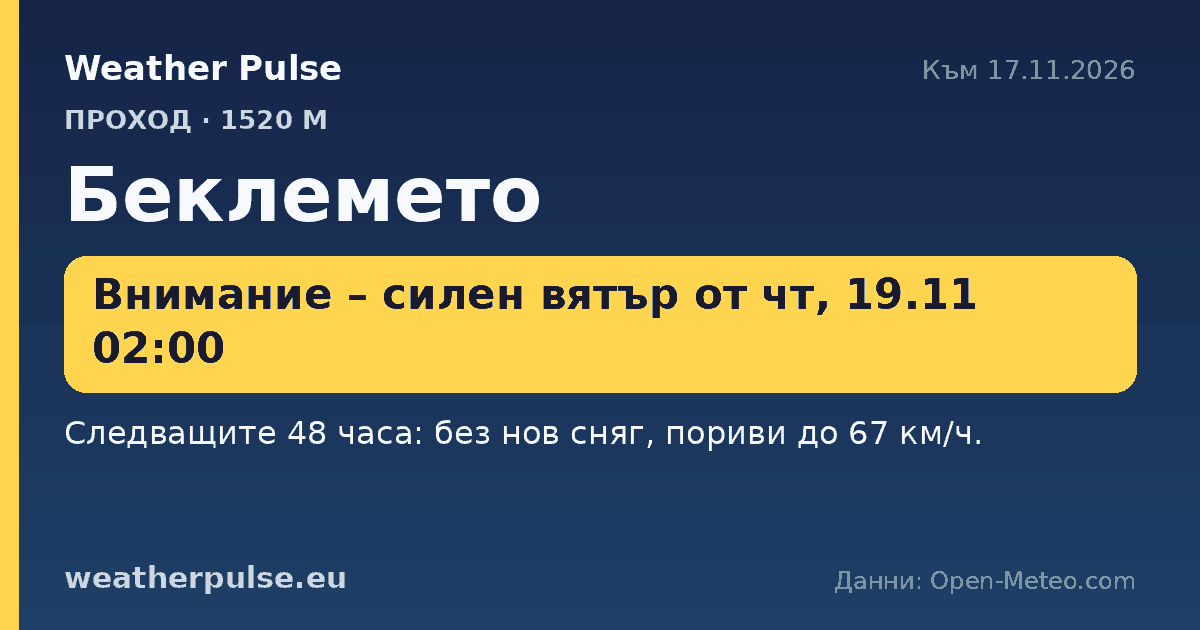 Weather Pulse
Към 17.11.2026
ПРОХОД · 1520 М
Беклемето
Внимание – силен вятър от чт, 19.11
02:00
Следващите 48 часа: без нов сняг, пориви до 67 км/ч.
weatherpulse.eu
Данни: Open-Meteo.com